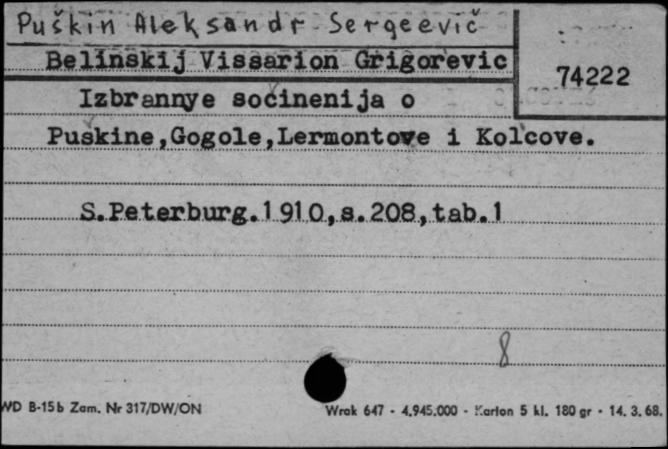 Puškin Aleksandr Sergeevič
Belinskij Vissarion Grigorevic
74222
Izbrannye sočinenija o
Puškine,Gogole,Lermontove i Kolcove.
S.Peterburg.1910,s.208,tab.1
8
WD B-15b Zam. Nr 317/DW/ON
Wrak 647 - 4.945.000 - Karton 5 kl. 180 gr - 14. 3. 68.